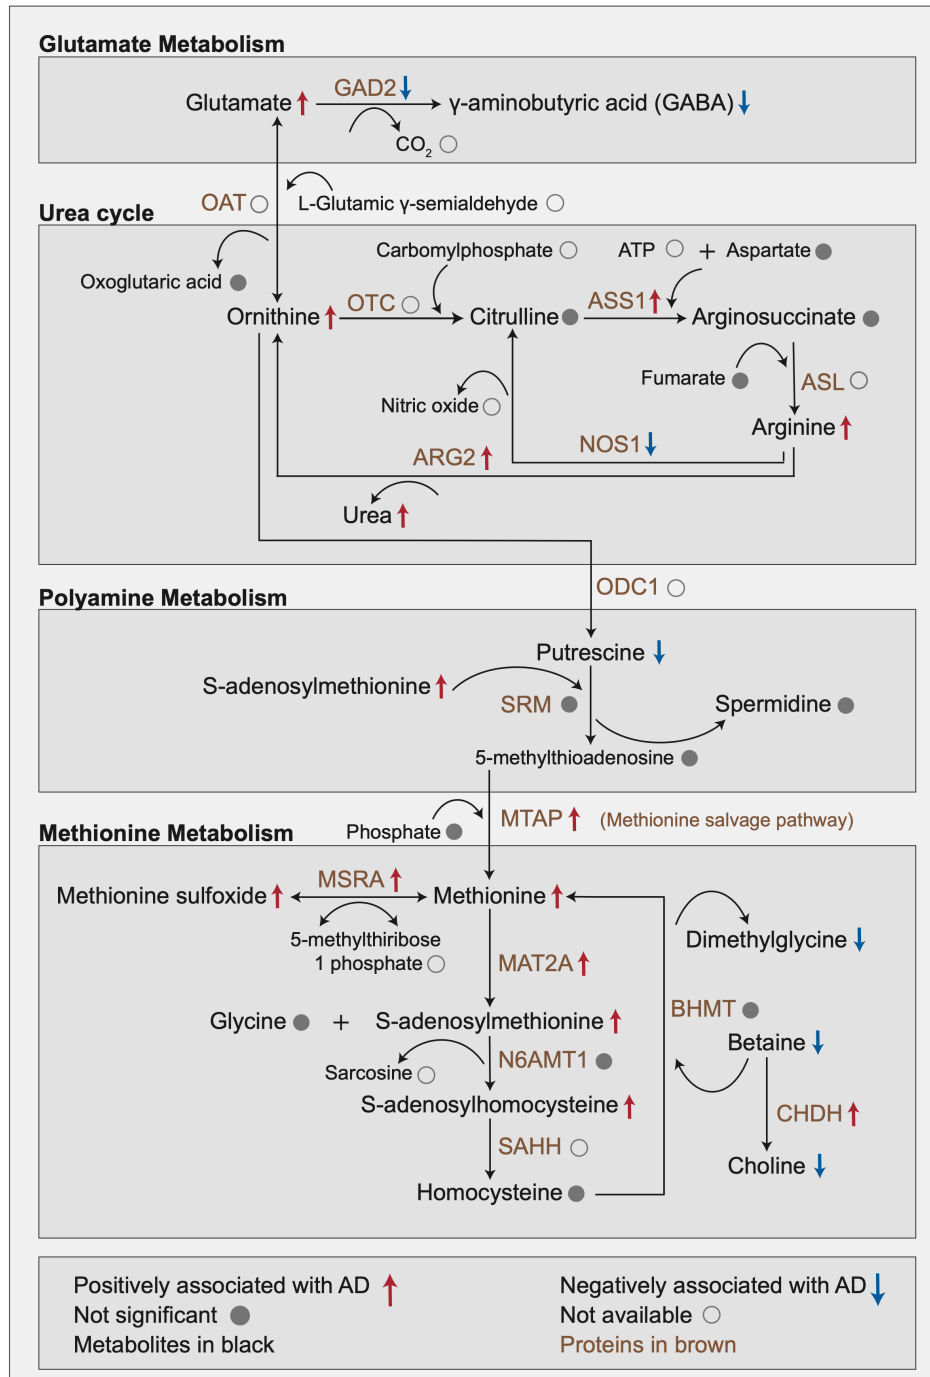 Glutamate Metabolism
GAD2
Glutamate
γ-aminobutyric acid (GABA)
CO2
OAT
L-Glutamic γ-semialdehyde
Urea cycle
Carbomylphosphate
ATP + Aspartate
Oxoglutaric acid
OTC
ASS1
Ornithine
Citrulline
Arginosuccinate
Fumarate
ASL
Nitric oxide
Arginine
NOS1
ARG2
Urea
ODC1
Polyamine Metabolism
Putrescine
S-adenosylmethionine
SRM
Spermidine
5-methylthioadenosine
MTAP (Methionine salvage pathway)
Phosphate
Methionine Metabolism
MSRA
Methionine sulfoxide
Methionine
5-methylthiribose
1 phosphate
Dimethylglycine
MAT2A
BHMT
Glycine + S-adenosylmethionine
Betaine
N6AMT1
Sarcosine
S-adenosylhomocysteine
CHDH
SAHH
Choline
Homocysteine
Positively associated with AD
Negatively associated with AD
Not significant
Not available
Metabolites in black
Proteins in brown